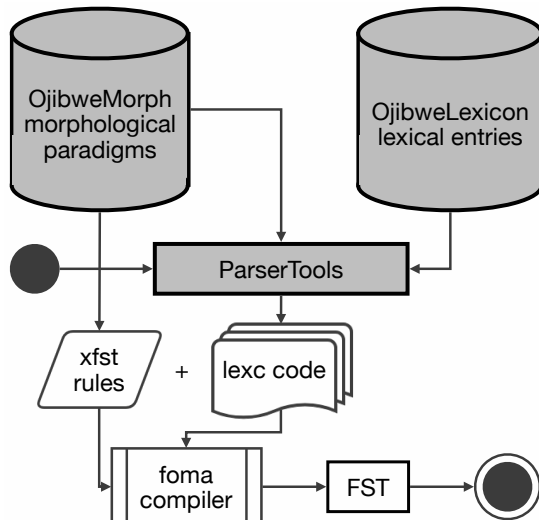 OjibweMorph
morphological
paradigms
OjibweLexicon
lexical entries
ParserTools
xfst
rules
+
lexc code
foma
compiler
FST